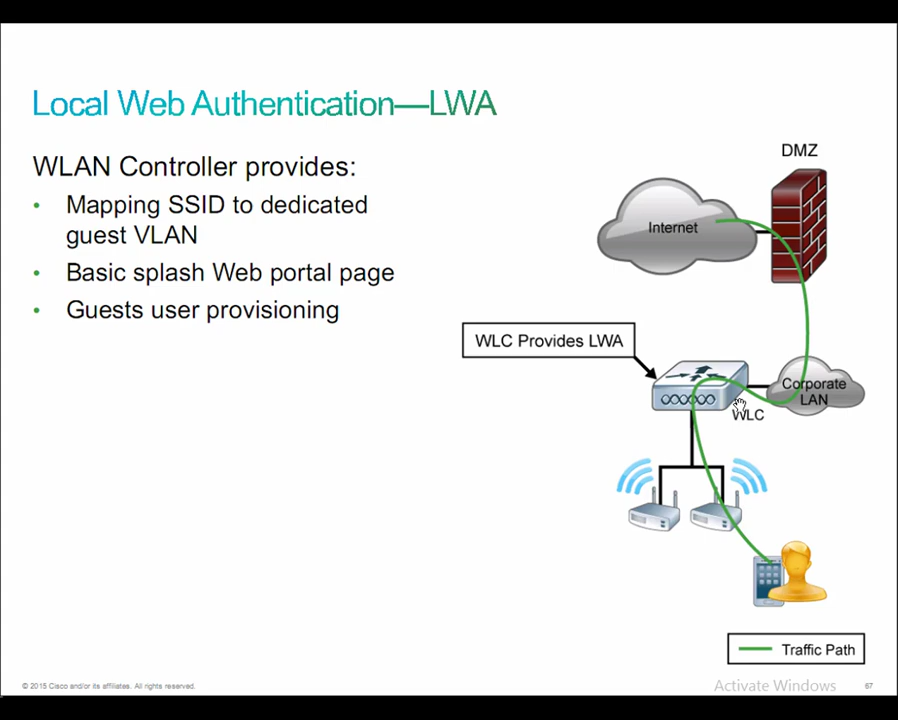 Local Web Authentication—LWA
WLAN Controller provides:
• Mapping SSID to dedicated
guest VLAN
• Basic splash Web portal page
• Guests user provisioning
DMZ
Internet
WLC Provides LWA
Corporate
LAN
WLC
Traffic Path
© 2015 Cisco and/or its affiliates. All rights reserved.
Activate Windows
67